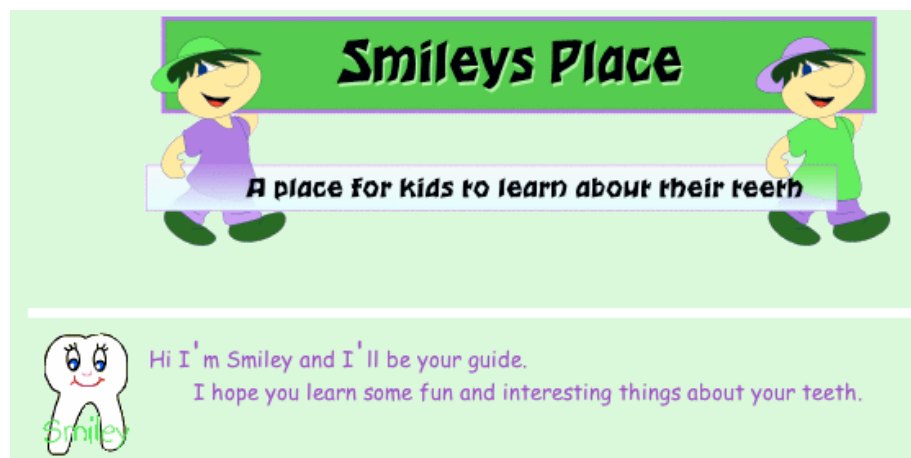 Smileys Place
A place for kids to learn about their teeth
Hi I'm Smiley and I'll be your guide.
I hope you learn some fun and interesting things about your teeth.
Smiley